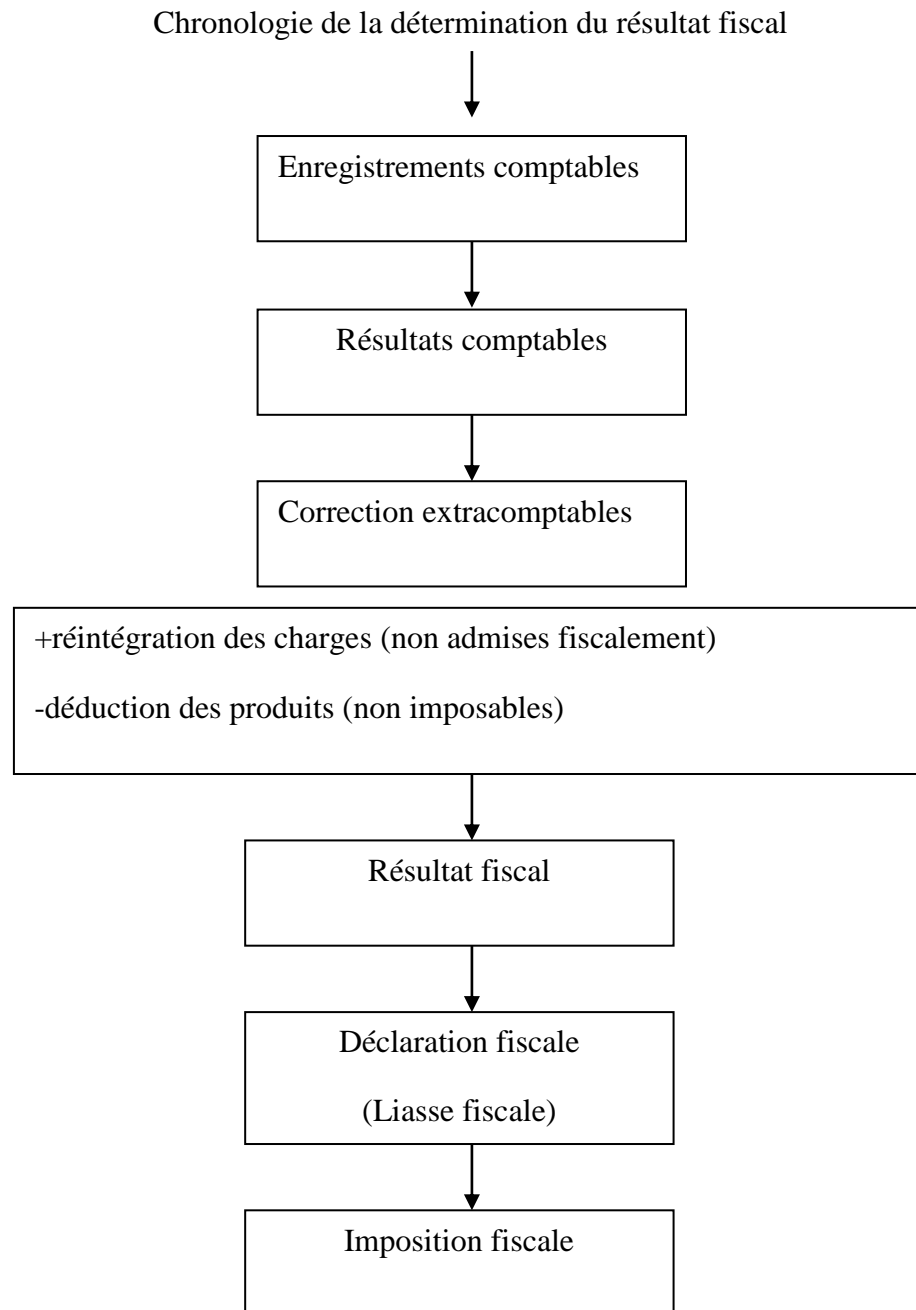 Chronologie de la détermination du résultat fiscal
Enregistrements comptables
Résultats comptables
Correction extracomptables
+réintégration des charges (non admises fiscalement)
-déduction des produits (non imposables)
Résultat fiscal
Déclaration fiscale
(Liasse fiscale)
Imposition fiscale